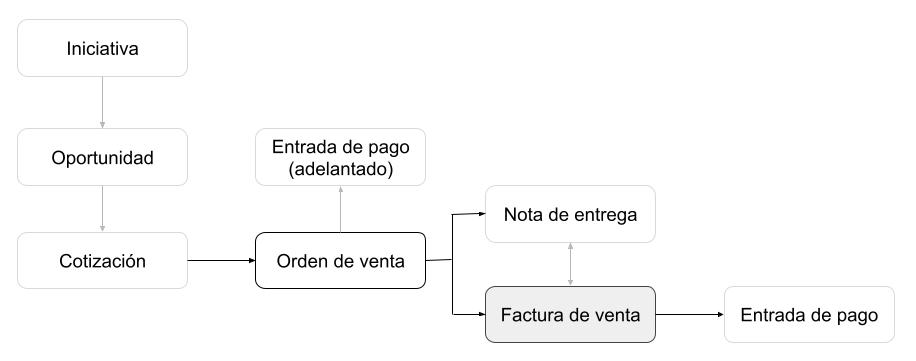 Iniciativa
Oportunidad
Entrada de pago
(adelantado)
Nota de entrega
Cotización
Orden de venta
Factura de venta
Entrada de pago